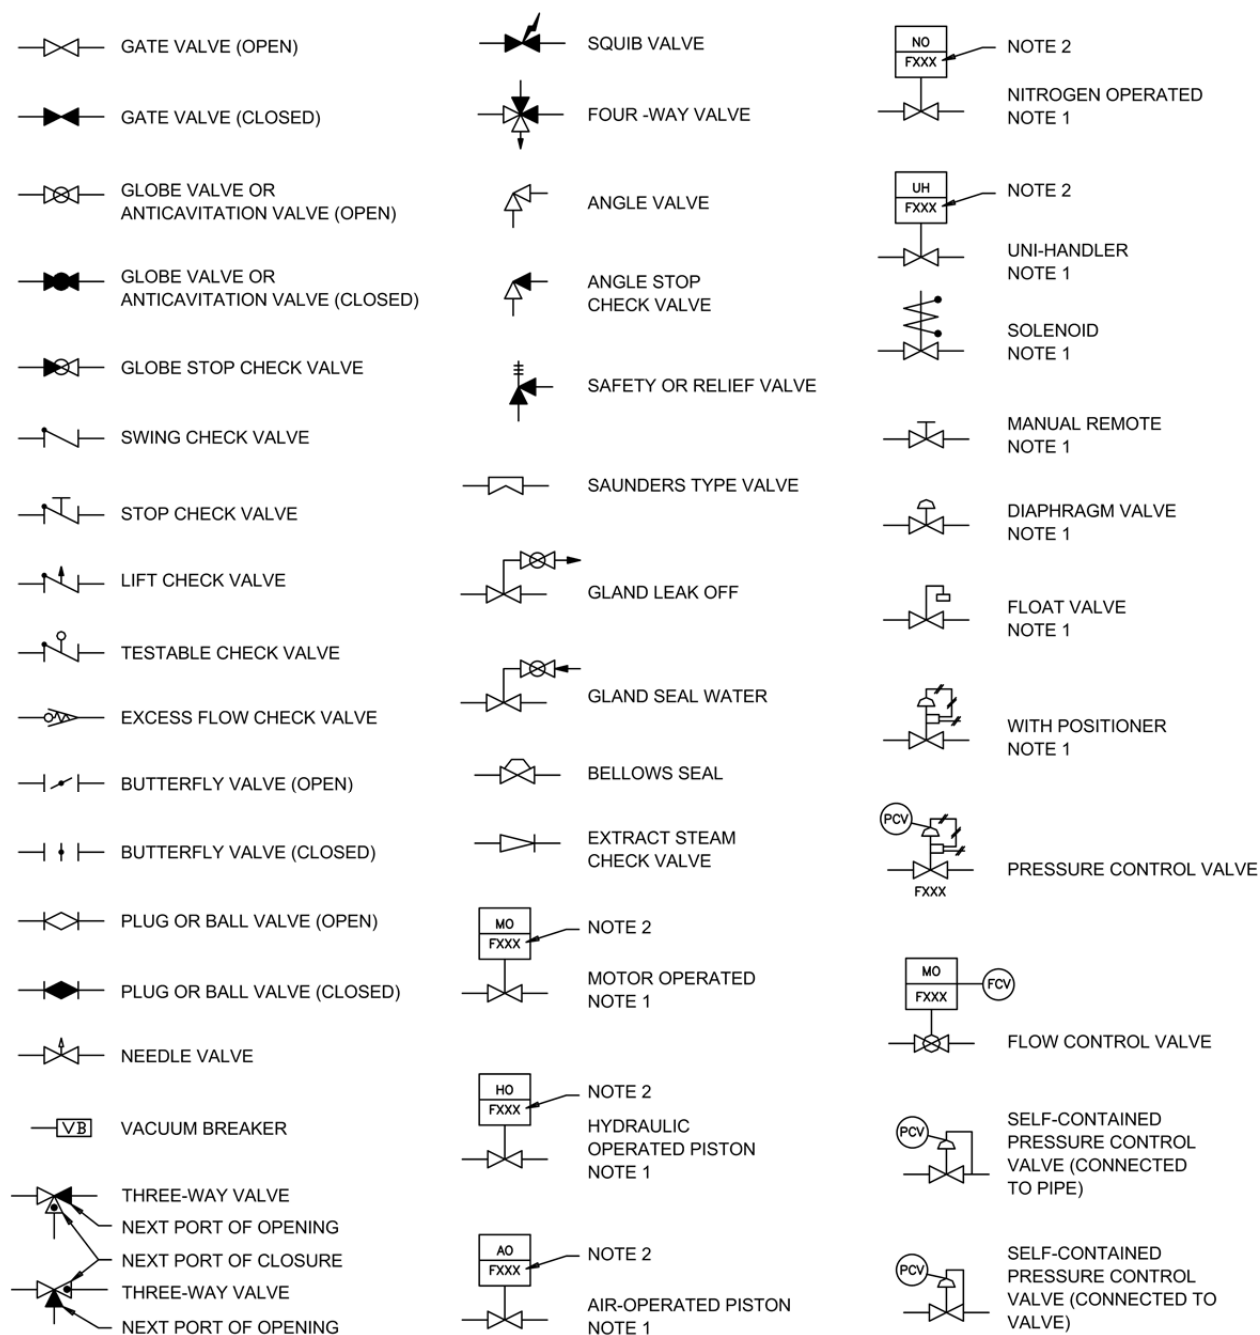 GATE VALVE (OPEN)
GATE VALVE (CLOSED)
GLOBE VALVE OR
ANTICAVITATION VALVE (OPEN)
GLOBE VALVE OR
ANTICAVITATION VALVE (CLOSED)
GLOBE STOP CHECK VALVE
SWING CHECK VALVE
STOP CHECK VALVE
LIFT CHECK VALVE
TESTABLE CHECK VALVE
EXCESS FLOW CHECK VALVE
BUTTERFLY VALVE (OPEN)
BUTTERFLY VALVE (CLOSED)
PLUG OR BALL VALVE (OPEN)
PLUG OR BALL VALVE (CLOSED)
NEEDLE VALVE
VB
VACUUM BREAKER
THREE-WAY VALVE
NEXT PORT OF OPENING
NEXT PORT OF CLOSURE
THREE-WAY VALVE
NEXT PORT OF OPENING
SQUIB VALVE
FOUR -WAY VALVE
ANGLE VALVE
ANGLE STOP
CHECK VALVE
SAFETY OR RELIEF VALVE
SAUNDERS TYPE VALVE
GLAND LEAK OFF
GLAND SEAL WATER
BELLOWS SEAL
EXTRACT STEAM
CHECK VALVE
MO
FXXX
NOTE 2
MOTOR OPERATED
NOTE 1
HO
FXXX
NOTE 2
HYDRAULIC
OPERATED PISTON
NOTE 1
AO
FXXX
NOTE 2
AIR-OPERATED PISTON
NOTE 1
NO
FXXX
NOTE 2
NITROGEN OPERATED
NOTE 1
UH
FXXX
NOTE 2
UNI-HANDLER
NOTE 1
SOLENOID
NOTE 1
MANUAL REMOTE
NOTE 1
DIAPHRAGM VALVE
NOTE 1
FLOAT VALVE
NOTE 1
WITH POSITIONER
NOTE 1
PCV
FXXX
PRESSURE CONTROL VALVE
MO
FXXX
FCV
FLOW CONTROL VALVE
PCV
SELF-CONTAINED
PRESSURE CONTROL
VALVE (CONNECTED
TO PIPE)
PCV
SELF-CONTAINED
PRESSURE CONTROL
VALVE (CONNECTED TO
VALVE)